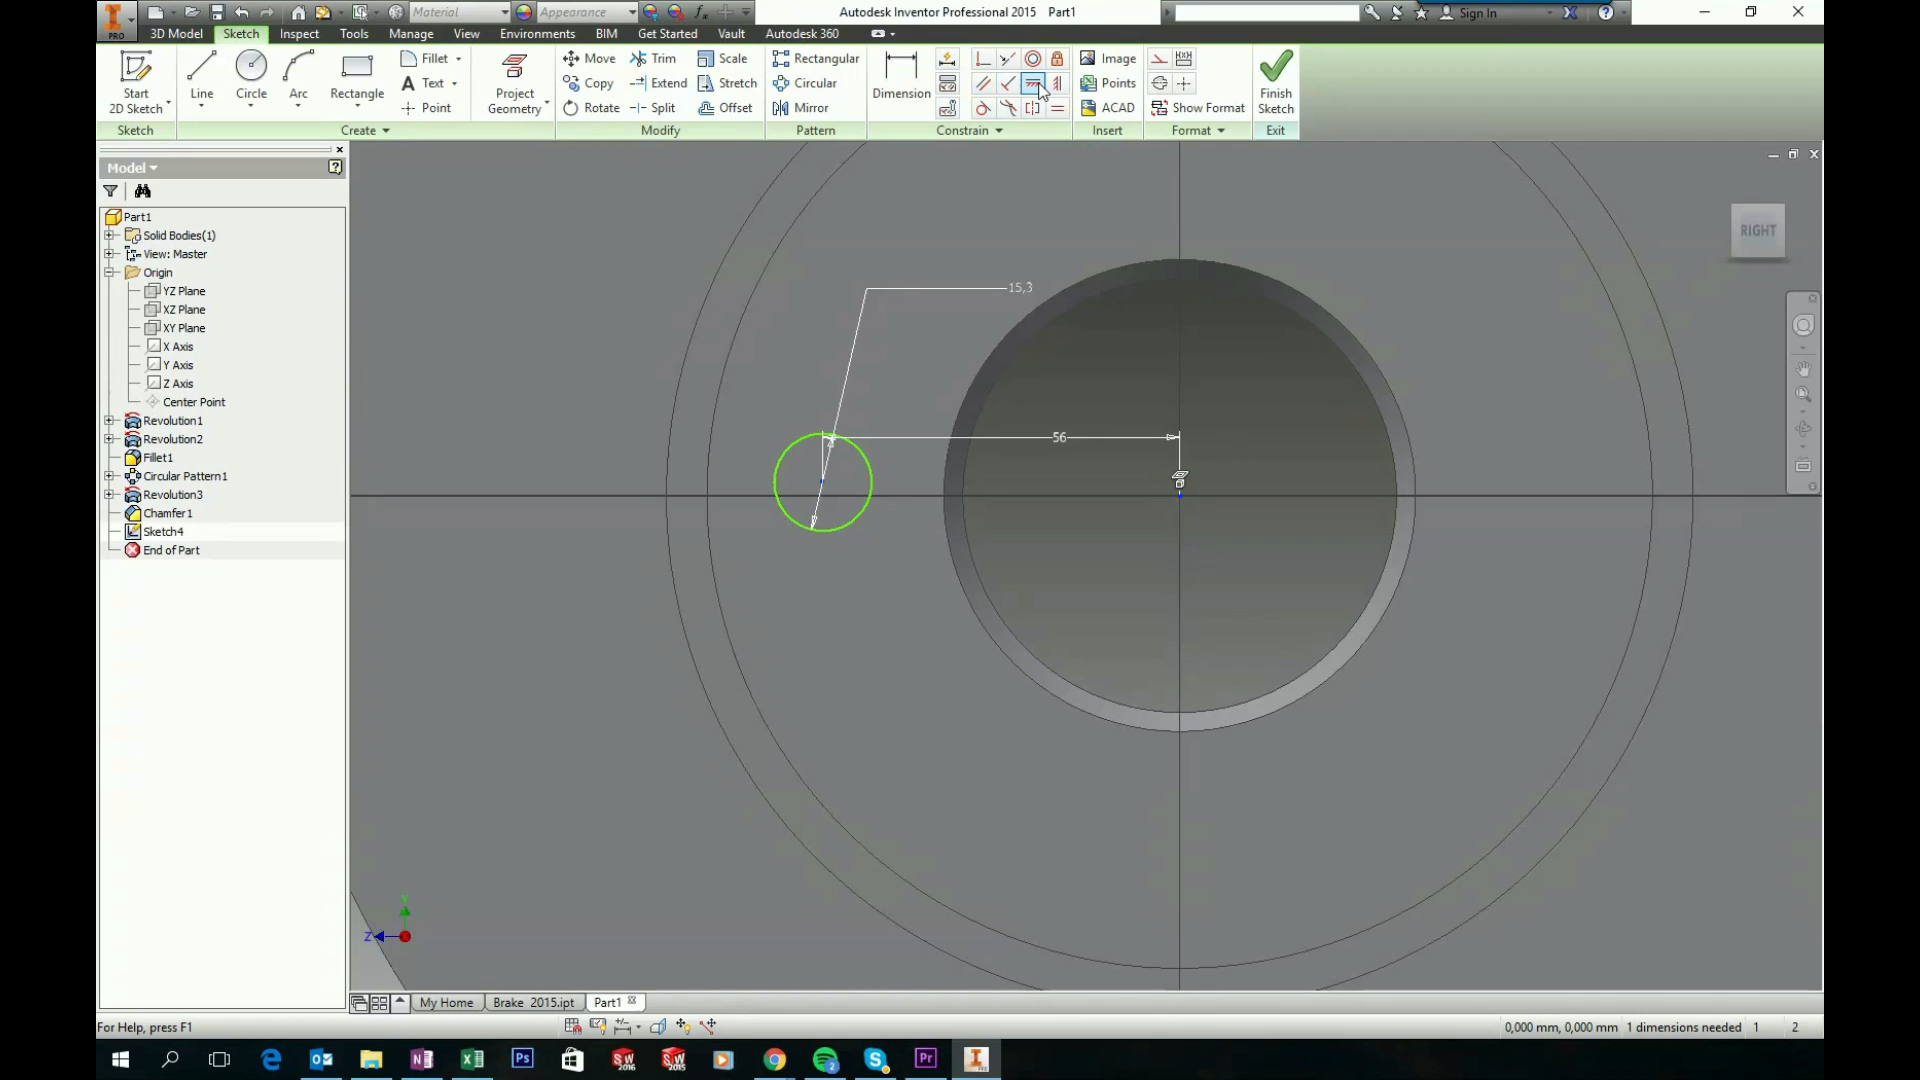 Material
Appearance
Autodesk Inventor Professional 2015 Part1
Sign In
PRO
3D Model Sketch Inspect Tools Manage View Environments BIM Get Started Vault Autodesk 360
Start
2D Sketch
Line
Circle
Arc
Rectangle
Fillet
Text
Point
Project
Geometry
Move
Copy
Rotate
Trim
Extend
Split
Scale
Stretch
Offset
Rectangular
Circular
Mirror
Dimension
Image
Points
ACAD
Show Format
Finish
Sketch
Sketch Create Modify Pattern Constrain Insert Format Exit
Model
Part1
Solid Bodies(1)
View: Master
Origin
YZ Plane
XZ Plane
XY Plane
X Axis
Y Axis
Z Axis
Center Point
Revolution1
Revolution2
Fillet1
Circular Pattern1
Revolution3
Chamfer1
Sketch4
End of Part
RIGHT
15,3
56
Y
Z
My Home Brake 2015.ipt Part1
For Help, press F1
0,000 mm, 0,000 mm 1 dimensions needed 1 2